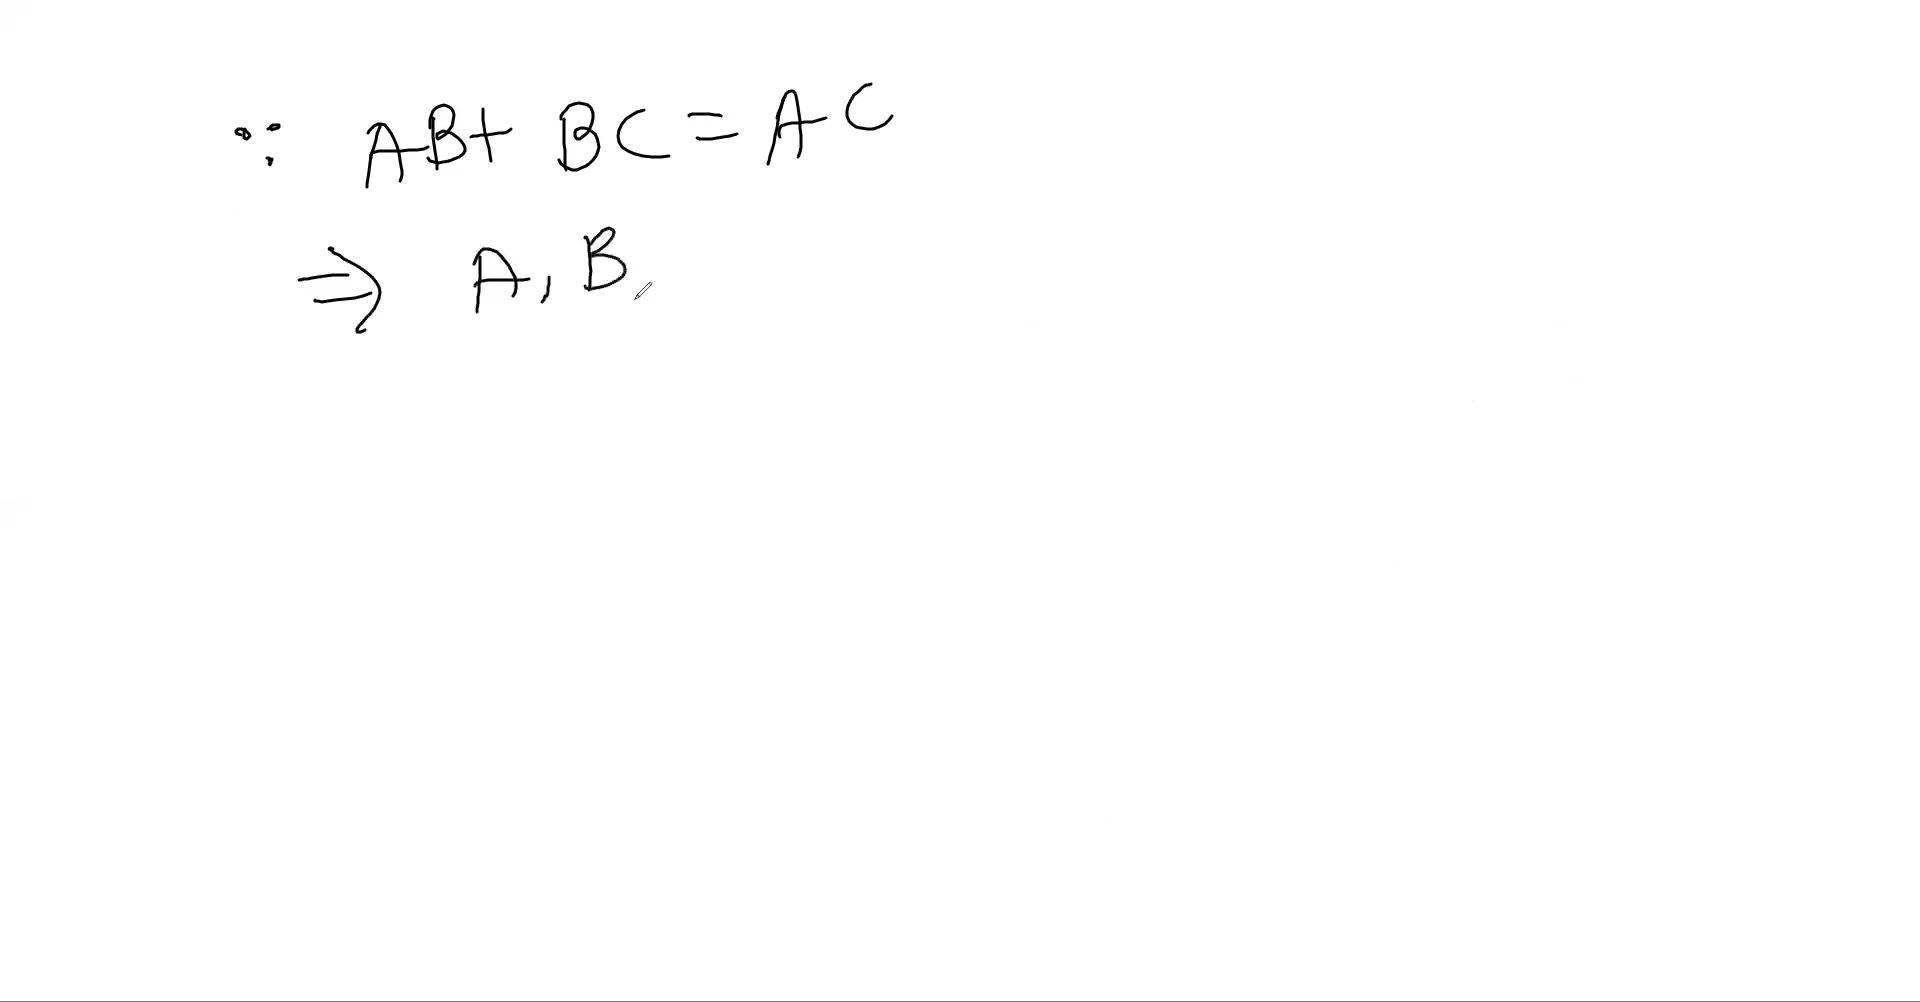 ∵ AB + BC = AC
⇒ A, B,